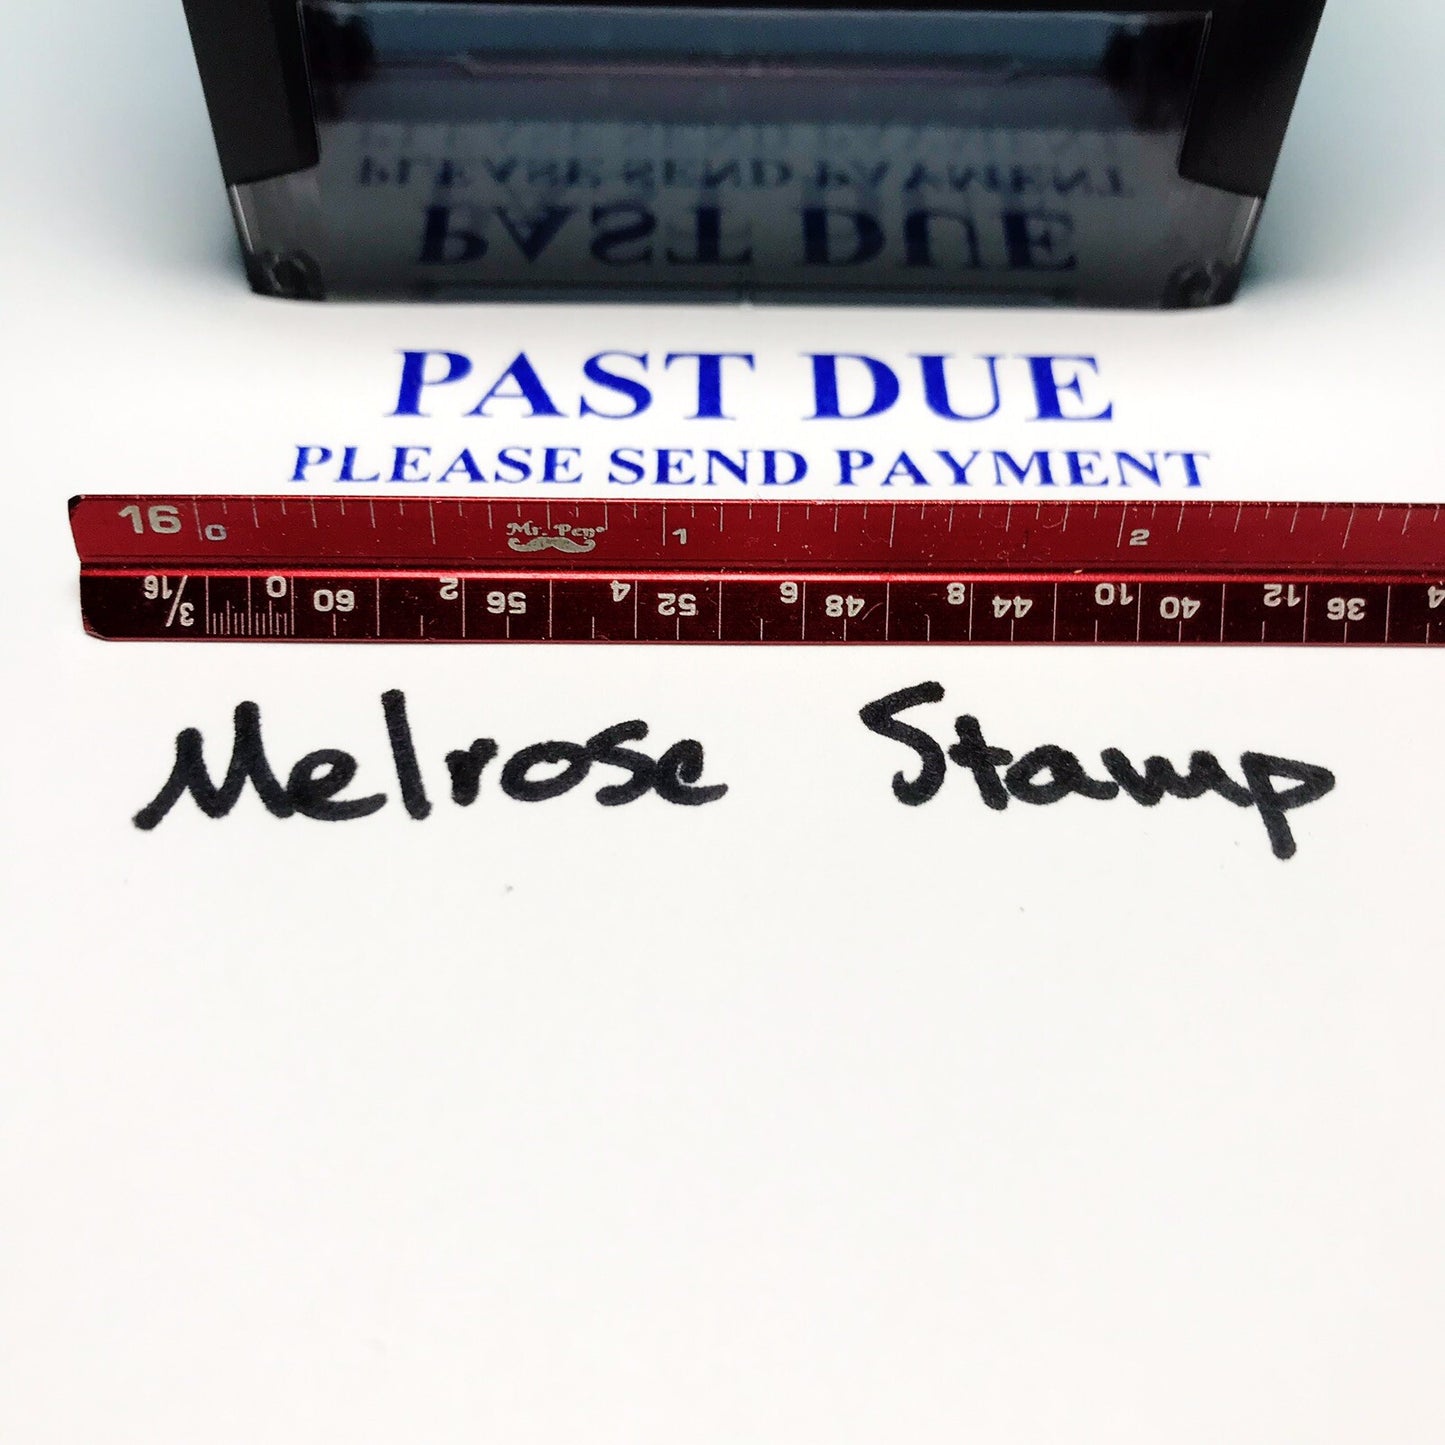 PLEASE SEND PAYMENT
PAST DUE
PAST DUE
PLEASE SEND PAYMENT
16 0 1 2
Mr. Pen®
3/16 0 60 2 56 4 52 6 48 8 44 10 40 12 36
Melrose Stamp